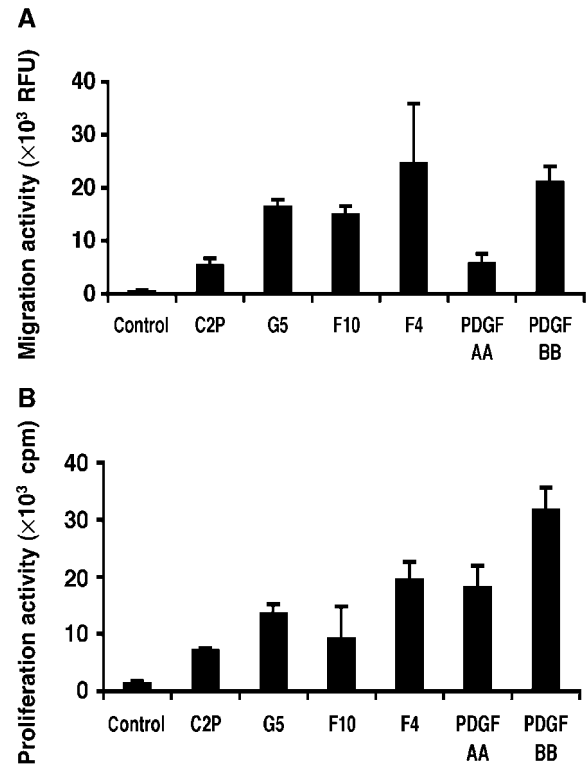 A
Migration activity (×10³ RFU)
40
30
20
10
0
Control C2P G5 F10 F4 PDGF AA PDGF BB
B
Proliferation activity (×10³ cpm)
40
30
20
10
0
Control C2P G5 F10 F4 PDGF AA PDGF BB